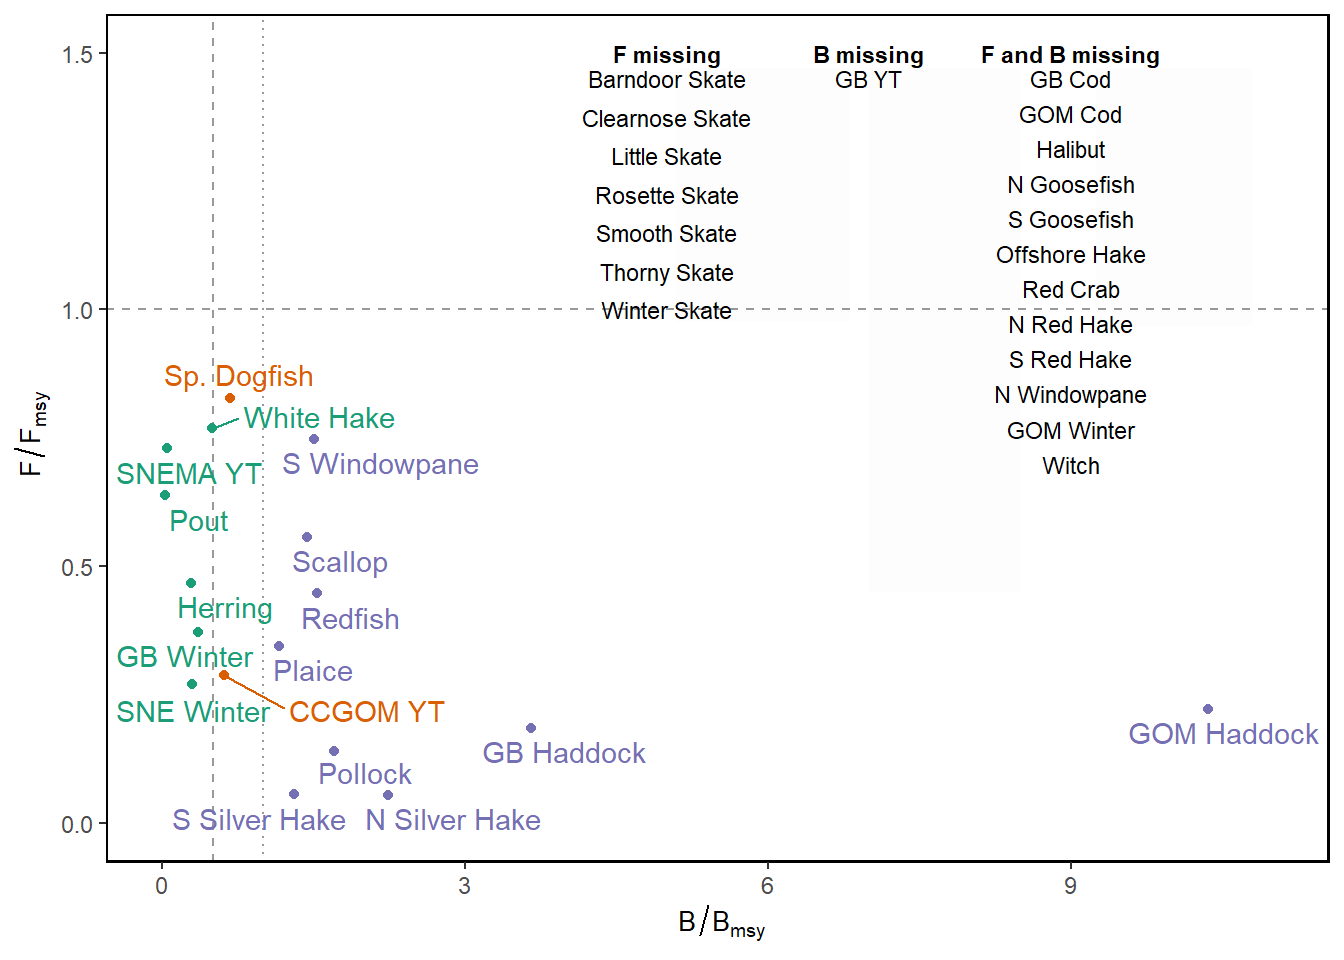 F missing B missing F and B missing
Barndoor Skate GB YT GB Cod
Clearnose Skate GOM Cod
Little Skate Halibut
Rosette Skate N Goosefish
Smooth Skate S Goosefish
Thorny Skate Offshore Hake
Winter Skate Red Crab
N Red Hake
S Red Hake
N Windowpane
GOM Winter
Witch
Sp. Dogfish
White Hake
S Windowpane
SNEMA YT
Pout
Scallop
Herring
Redfish
GB Winter
Plaice
SNE Winter
CCGOM YT
GOM Haddock
GB Haddock
Pollock
S Silver Hake
N Silver Hake
1.5
1.0
0.5
0.0
0 3 6 9
B/Bmsy
F/Fmsy